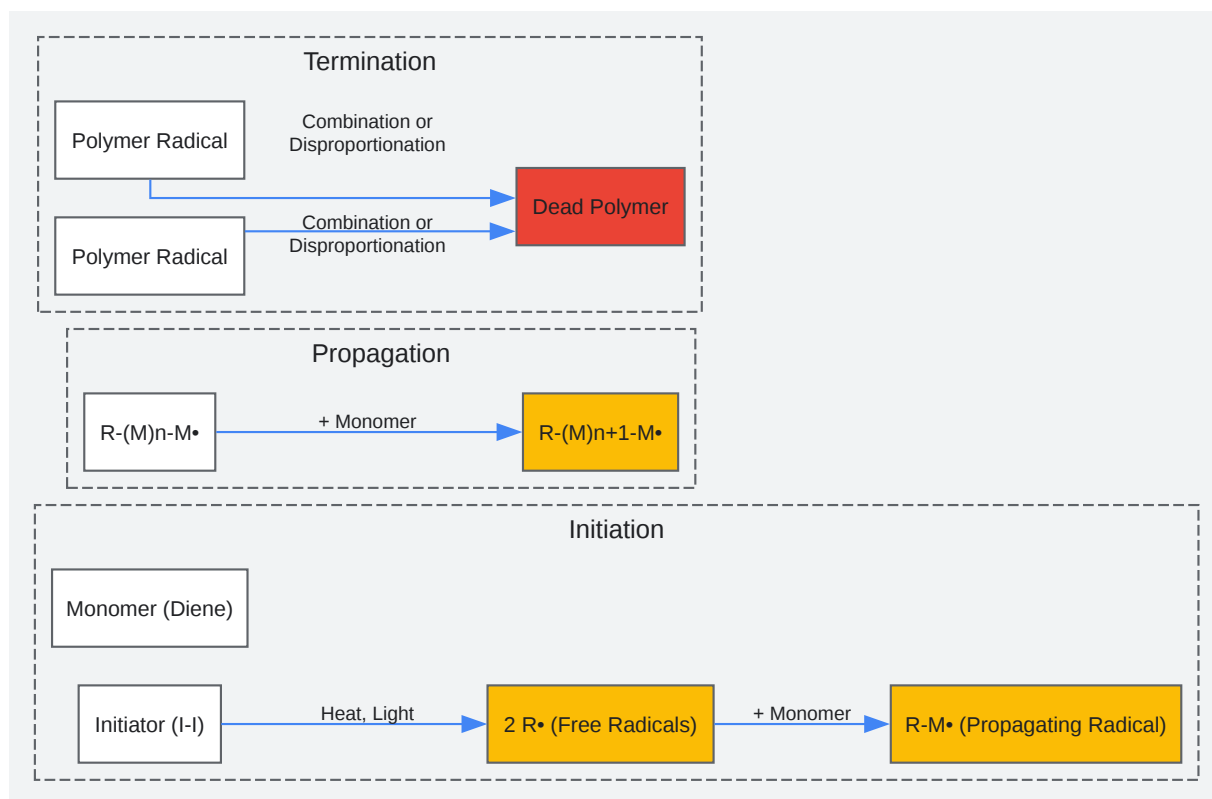 Termination
Polymer Radical
Combination or
Disproportionation
Dead Polymer
Polymer Radical
Combination or
Disproportionation
Propagation
R-(M)n-M•
+ Monomer
R-(M)n+1-M•
Initiation
Monomer (Diene)
Initiator (I-I)
Heat, Light
2 R• (Free Radicals)
+ Monomer
R-M• (Propagating Radical)